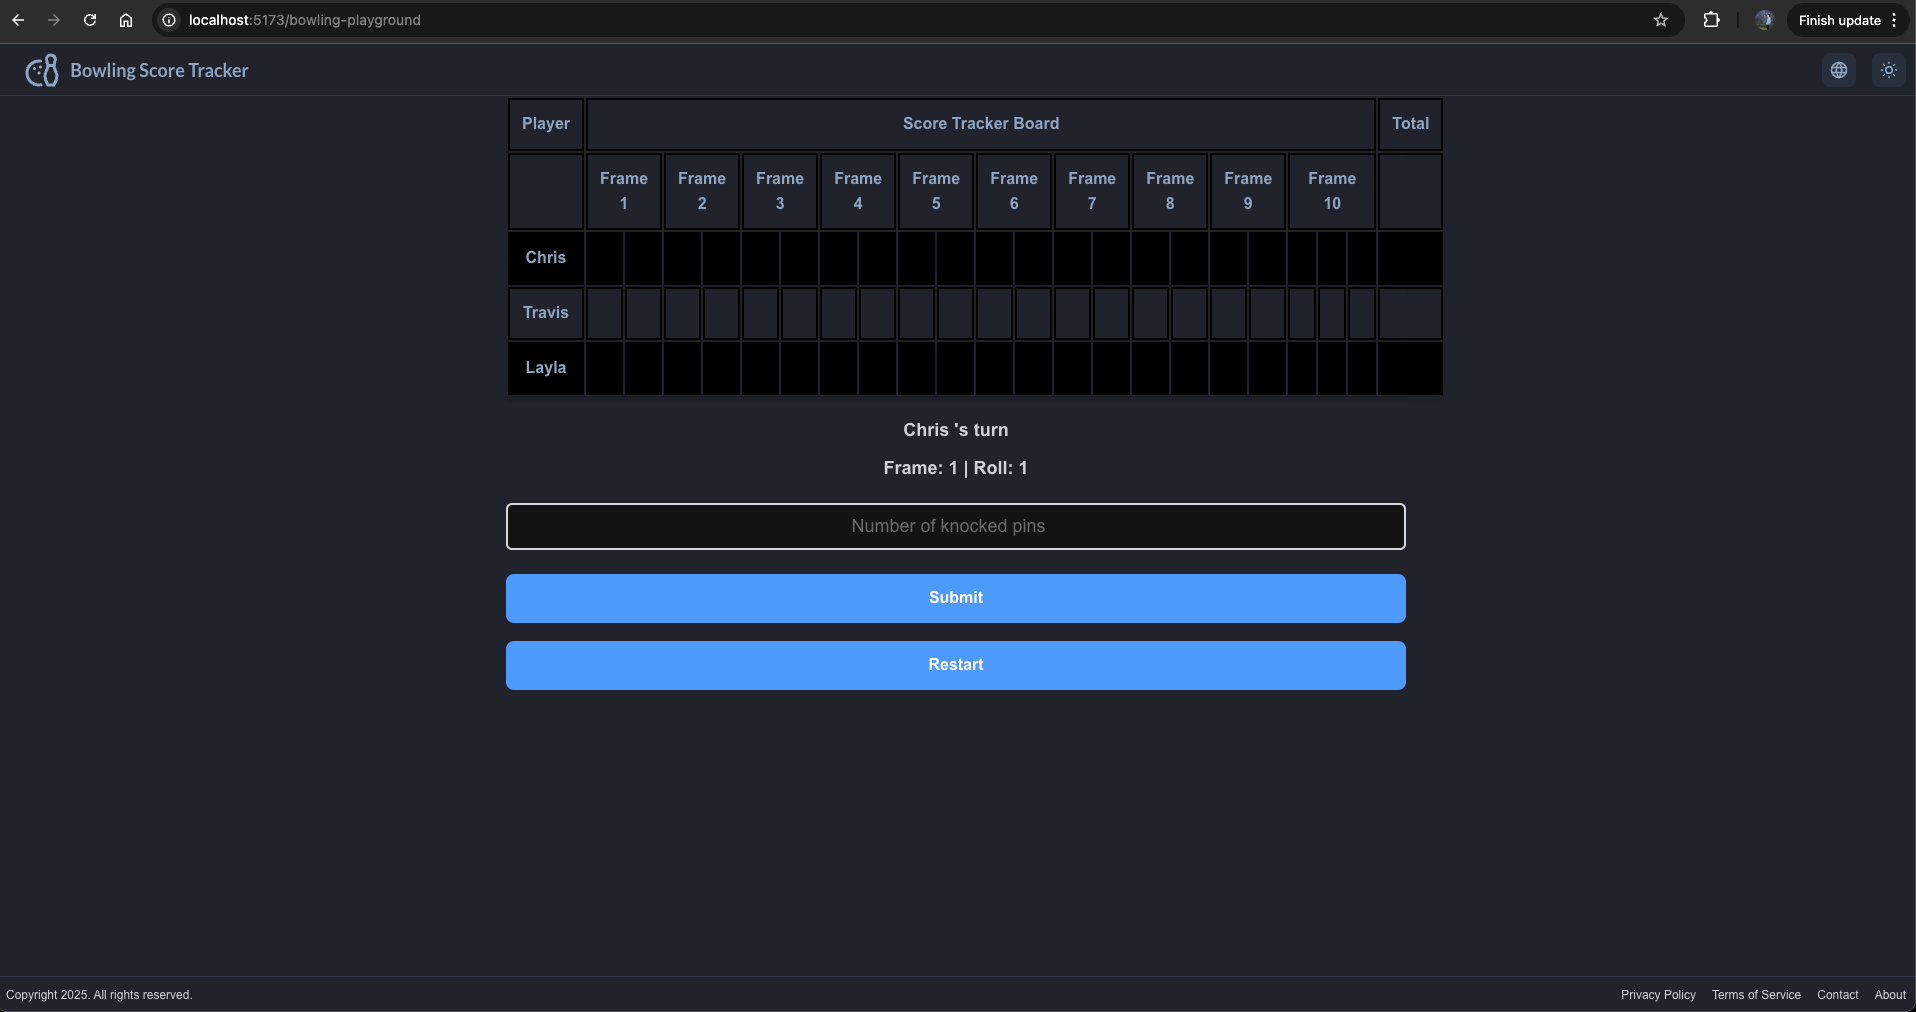 localhost:5173/bowling-playground
Finish update
Bowling Score Tracker
Player Score Tracker Board Total
Frame 1 Frame 2 Frame 3 Frame 4 Frame 5 Frame 6 Frame 7 Frame 8 Frame 9 Frame 10
Chris
Travis
Layla
Chris 's turn
Frame: 1 | Roll: 1
Number of knocked pins
Submit
Restart
Copyright 2025. All rights reserved. Privacy Policy Terms of Service Contact About